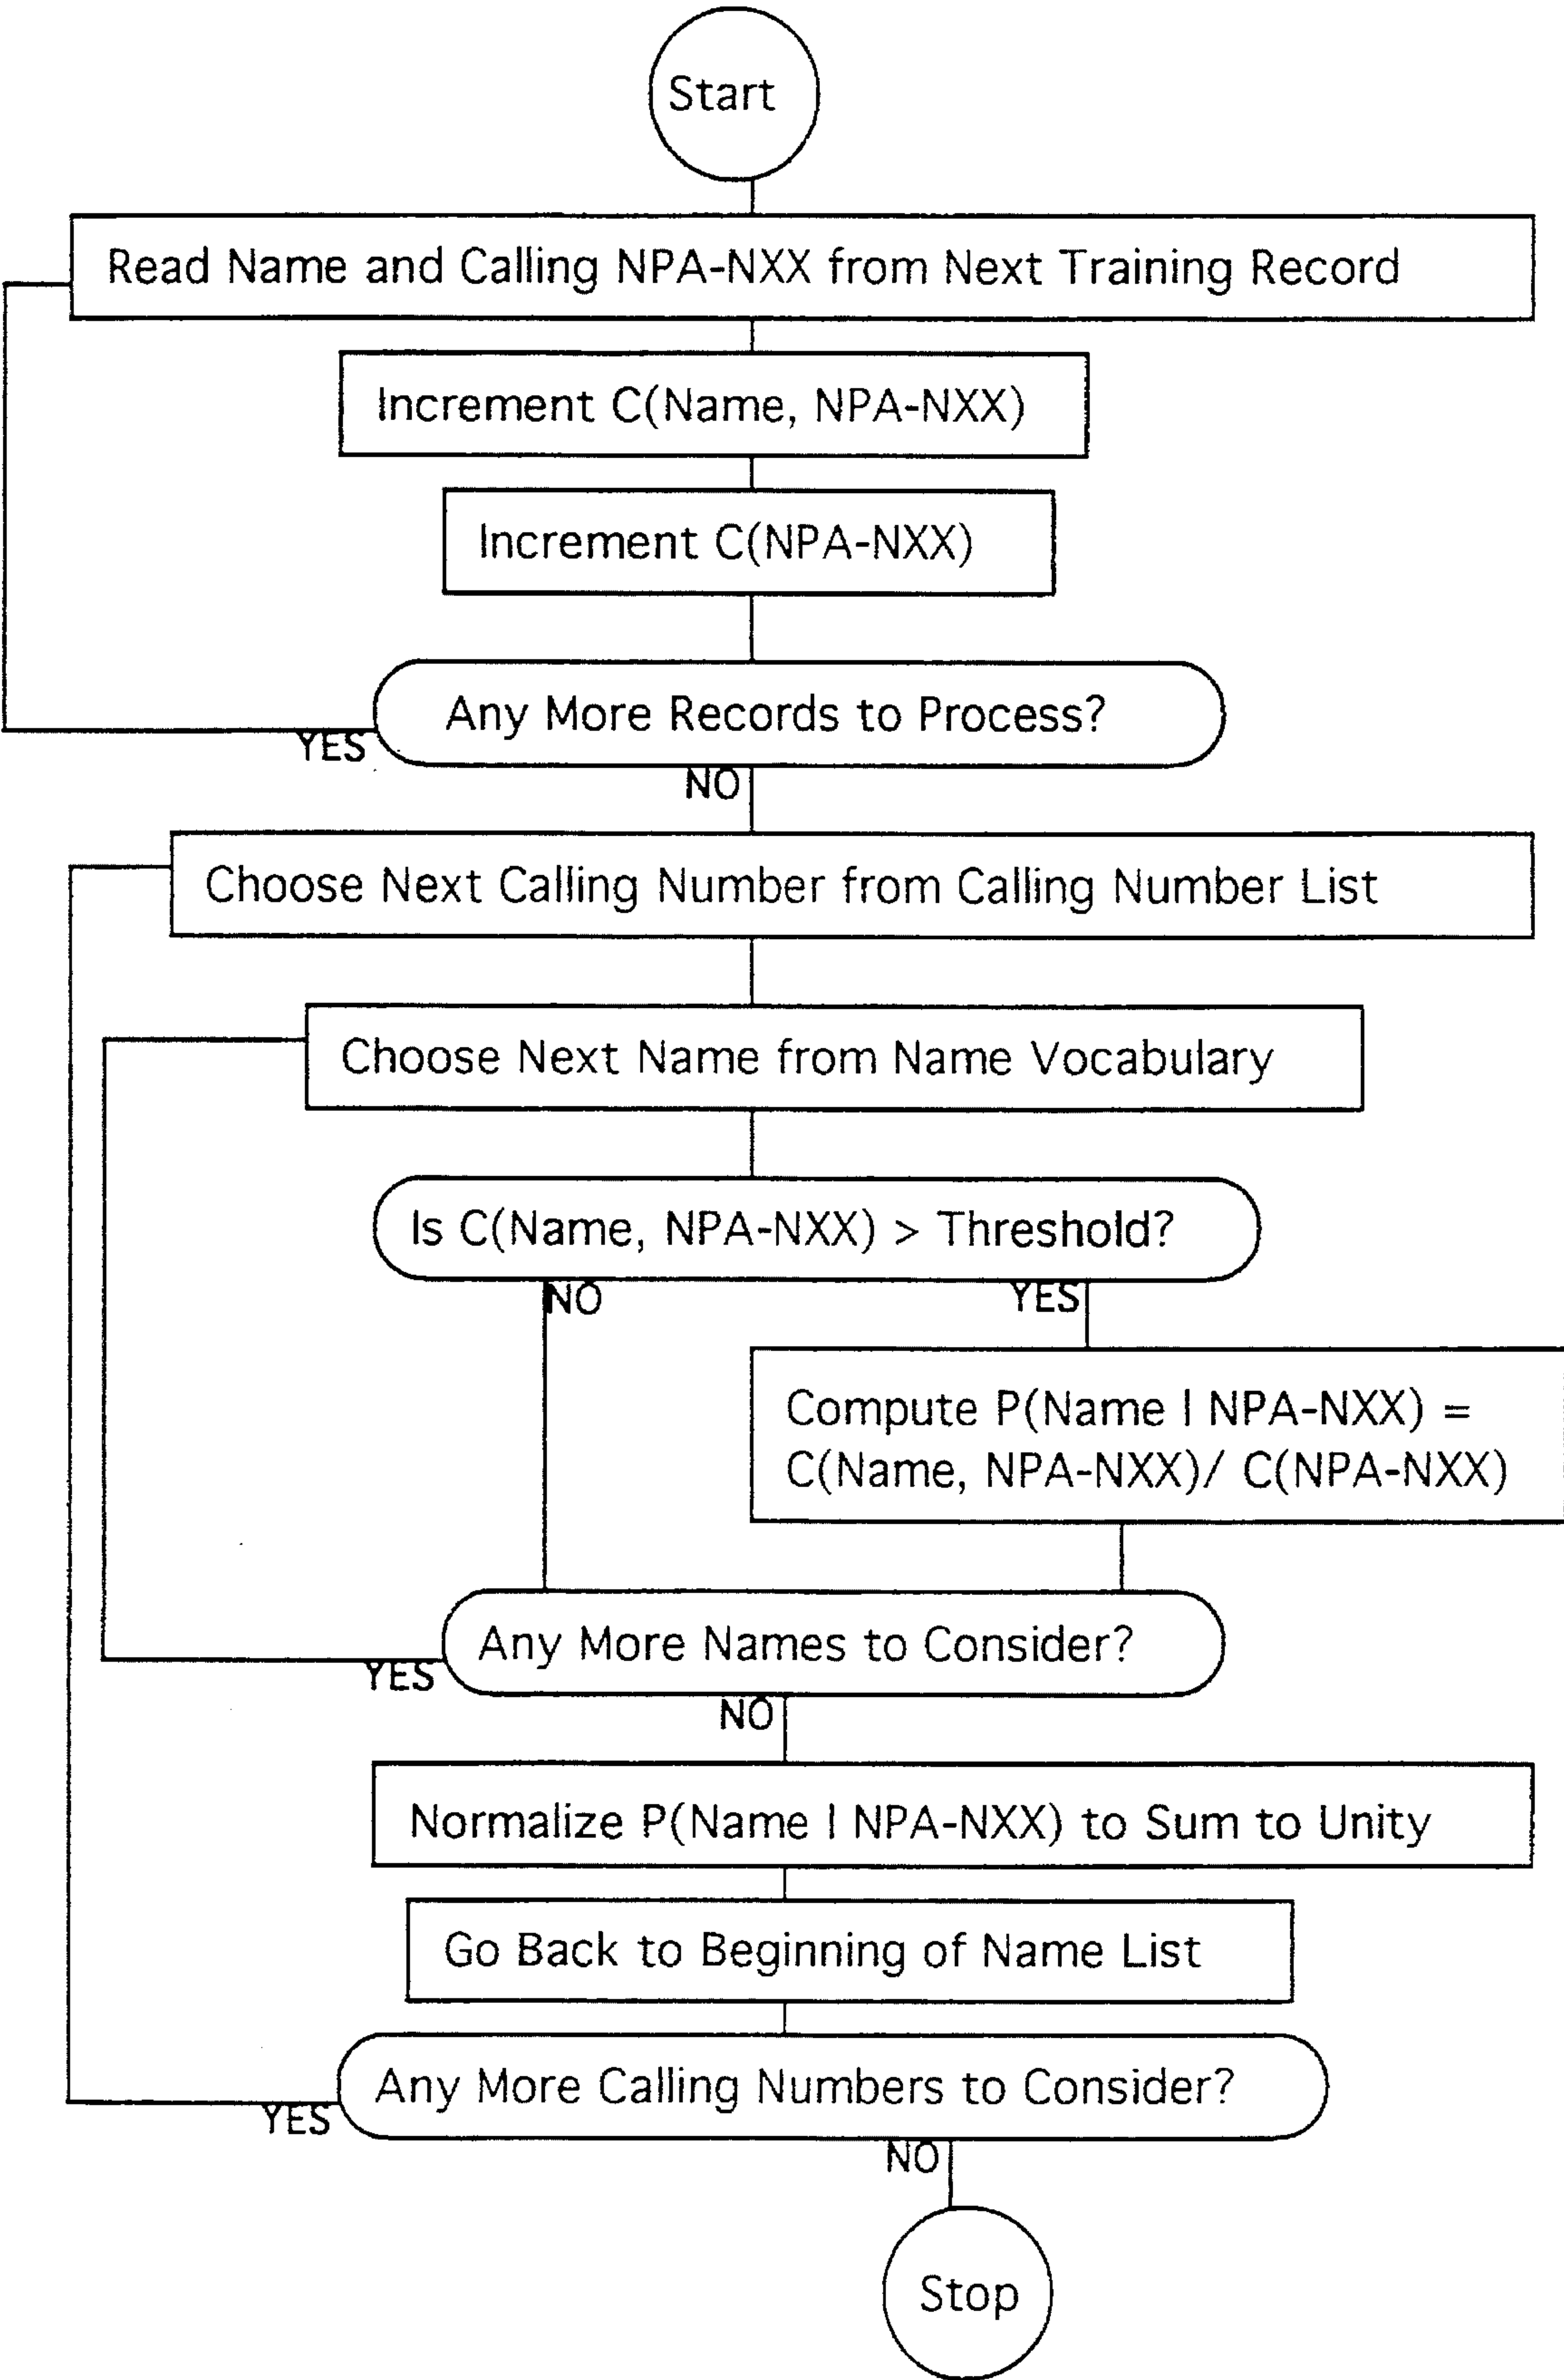 Start
Read Name and Calling NPA-NXX from Next Training Record
Increment C(Name, NPA-NXX)
Increment C(NPA-NXX)
Any More Records to Process?
YES
NO
Choose Next Calling Number from Calling Number List
Choose Next Name from Name Vocabulary
Is C(Name, NPA-NXX) > Threshold?
NO
YES
Compute P(Name | NPA-NXX) =
C(Name, NPA-NXX)/ C(NPA-NXX)
Any More Names to Consider?
YES
NO
Normalize P(Name | NPA-NXX) to Sum to Unity
Go Back to Beginning of Name List
Any More Calling Numbers to Consider?
YES
NO
Stop